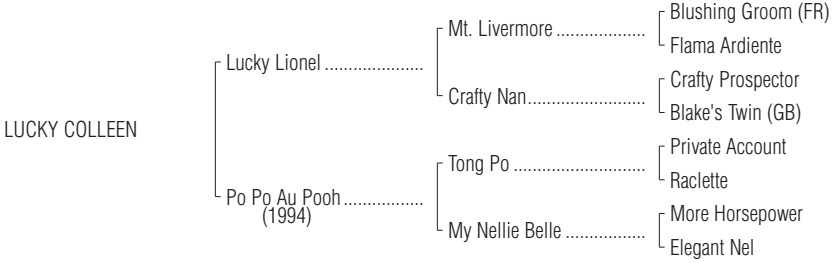 Blushing Groom (FR)
Mt. Livermore ....................
Flama Ardiente
Lucky Lionel ......................
Crafty Prospector
Crafty Nan..........................
Blake's Twin (GB)
LUCKY COLLEEN
Private Account
Tong Po .............................
Raclette
Po Po Au Pooh..................
(1994)
More Horsepower
My Nellie Belle ..................
Elegant Nel